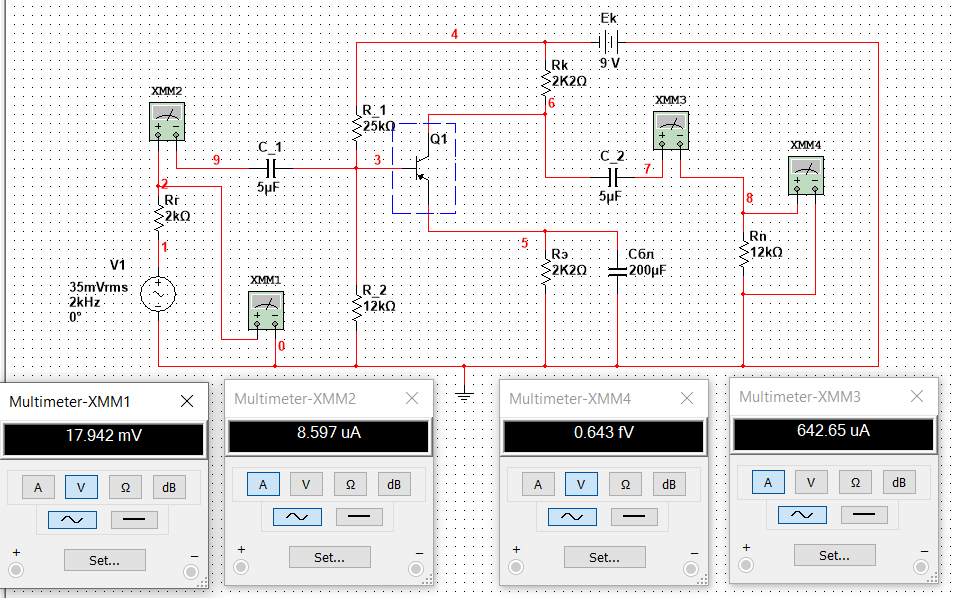 Ek
4
9 V
Rk
2K2Ω
6
XMM2
R_1
25kΩ
XMM3
Q1
XMM4
C_1
9
3
5µF
C_2
7
5µF
2
Rг
2kΩ
8
1
Rп
12kΩ
5
Rэ
2K2Ω
Cбл
200µF
V1
35mVrms
2kHz
0°
XMM1
R_2
12kΩ
0
Multimeter-XMM1
17.942 mV
A V Ω dB
+ −
Set...
Multimeter-XMM2
8.597 uA
A V Ω dB
+ −
Set...
Multimeter-XMM4
0.643 fV
A V Ω dB
+ −
Set...
Multimeter-XMM3
642.65 uA
A V Ω dB
+ −
Set...